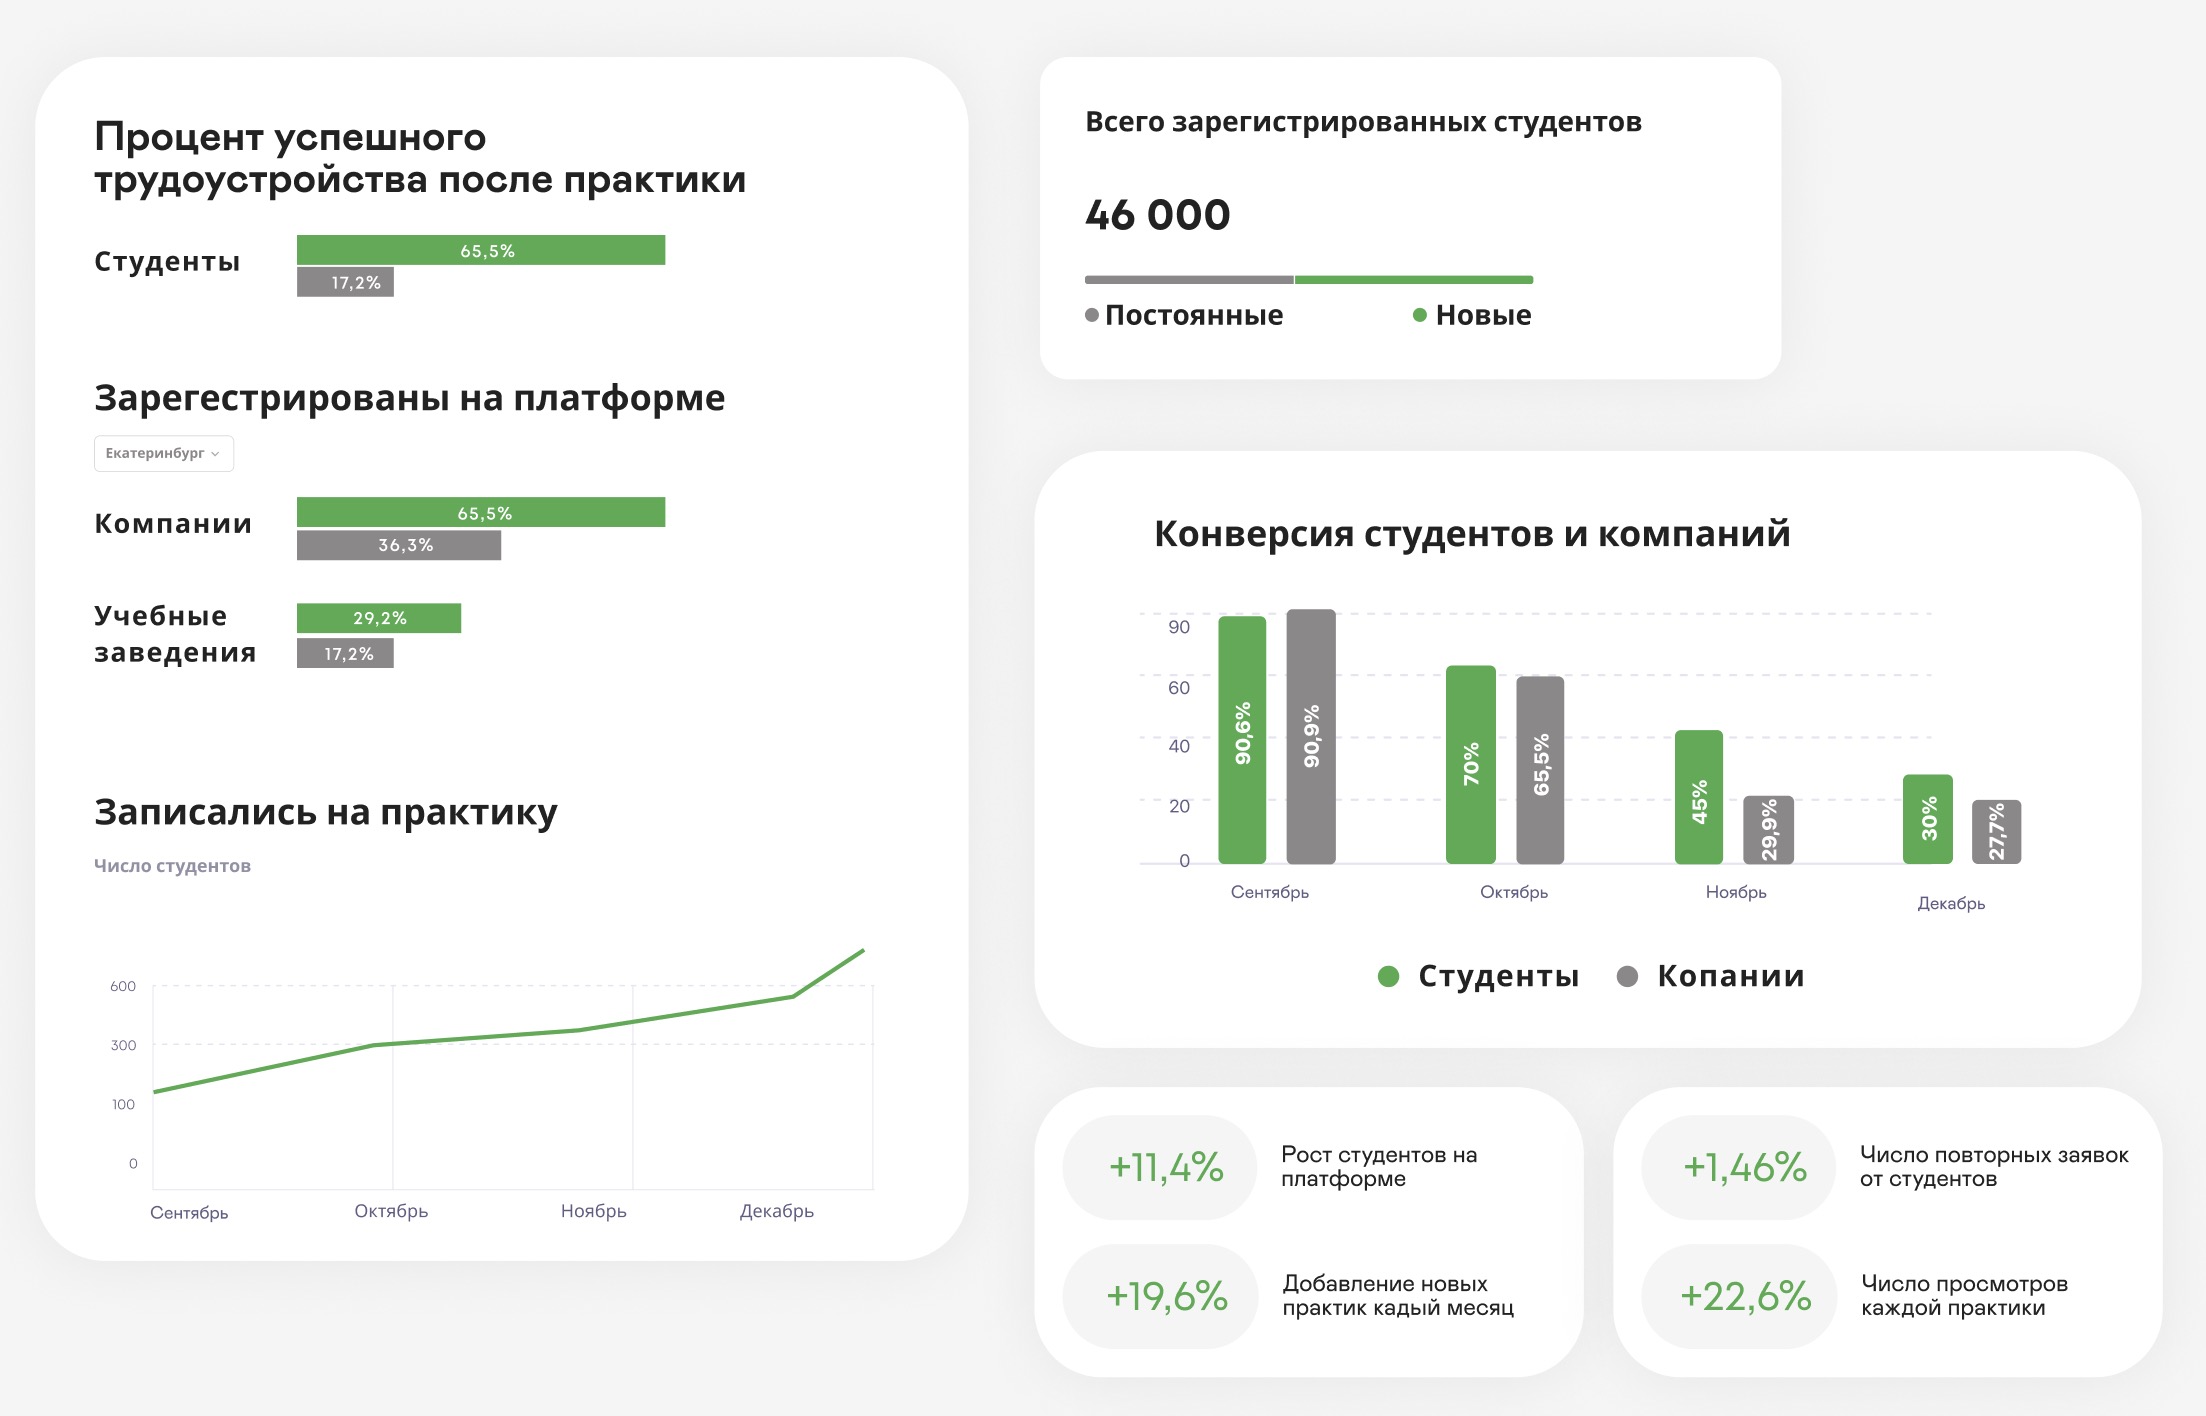 Процент успешного
трудоустройства после практики
Студенты
65,5%
17,2%
Зарегестрированы на платформе
Екатеринбург
Компании
65,5%
36,3%
Учебные
заведения
29,2%
17,2%
Записались на практику
Число студентов
600
300
100
0
Сентябрь
Октябрь
Ноябрь
Декабрь
Всего зарегистрированных студентов
46 000
Постоянные
Новые
Конверсия студентов и компаний
90
60
40
20
0
90,6%
90,9%
70%
65,5%
45%
29,9%
30%
27,7%
Сентябрь
Октябрь
Ноябрь
Декабрь
Студенты
Копании
+11,4%
Рост студентов на
платформе
+19,6%
Добавление новых
практик кадый месяц
+1,46%
Число повторных заявок
от студентов
+22,6%
Число просмотров
каждой практики